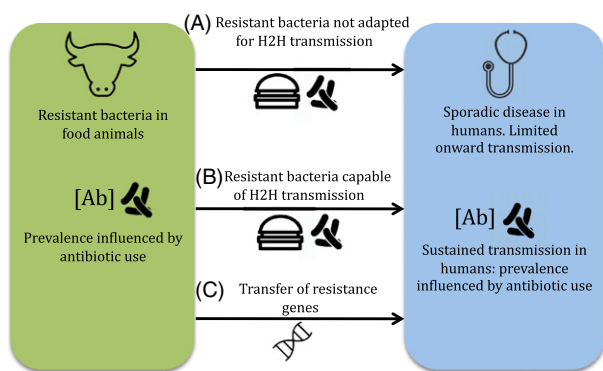 (A) Resistant bacteria not adapted
for H2H transmission
Resistant bacteria in
food animals
Sporadic disease in
humans. Limited
onward transmission.
(B) Resistant bacteria capable
of H2H transmission
[Ab]
Prevalence influenced by
antibiotic use
[Ab]
Sustained transmission in
humans: prevalence
influenced by antibiotic use
(C) Transfer of resistance
genes